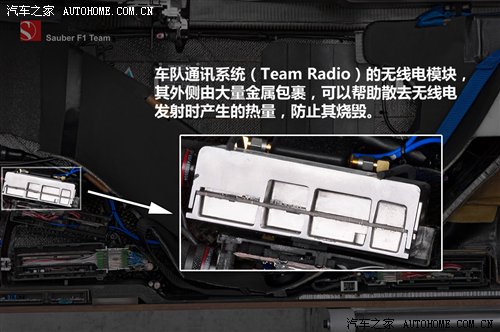 汽车之家 AUTOHOME.COM.CN
Sauber F1 Team
车队通讯系统（Team Radio）的无线电模块，
其外侧由大量金属包裹，可以帮助散去无线电
发射时产生的热量，防止其烧毁。
汽车之家 AUTOHOME.COM.CN